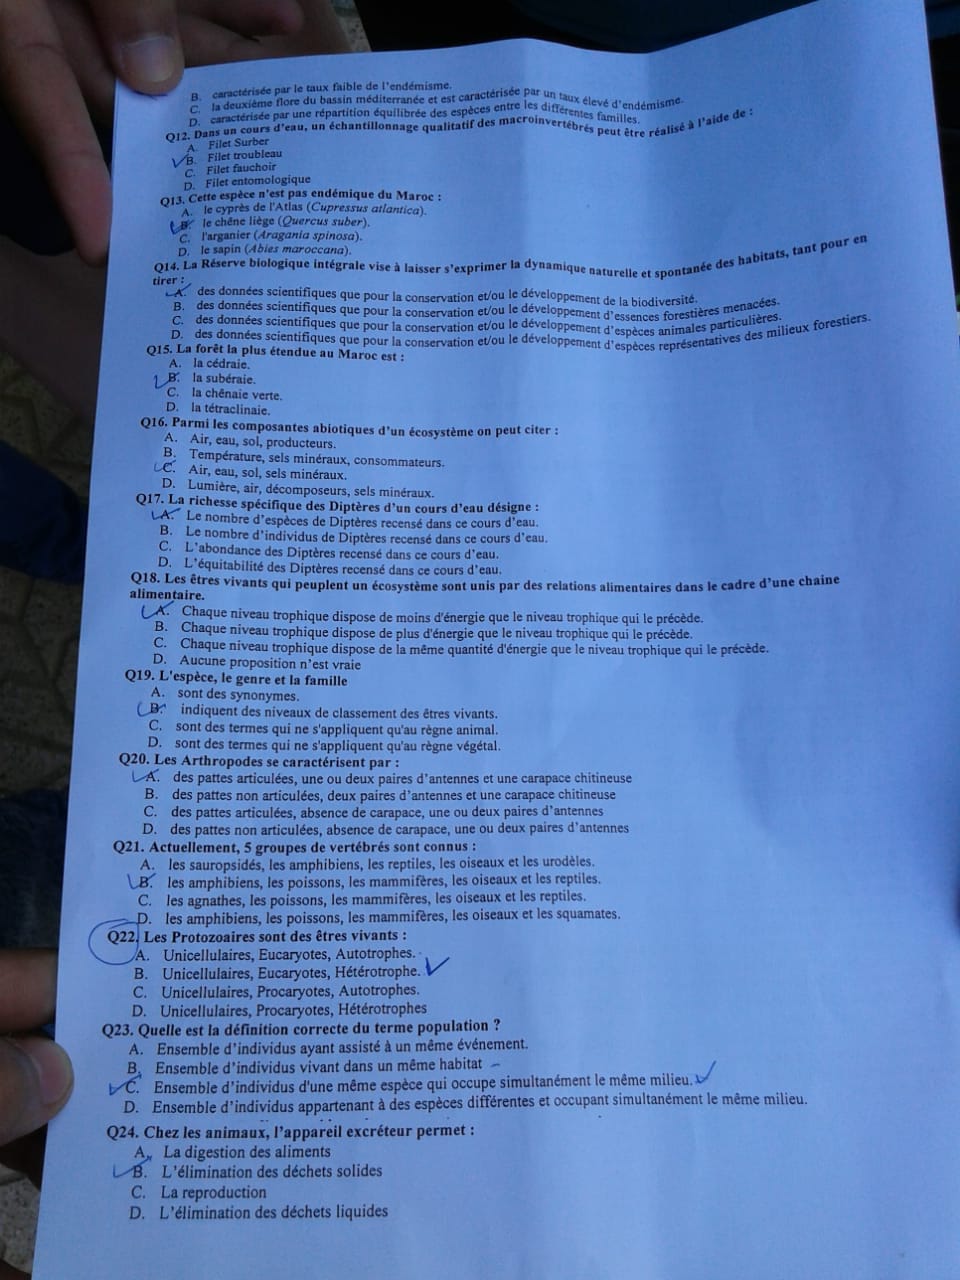 B. caractérisée par le taux faible de l'endémisme.
C. la deuxième flore du bassin méditerranée et est caractérisée par un taux élevé d'endémisme.
D. caractérisée par une répartition équilibrée des espèces entre les différentes familles.
Q12. Dans un cours d'eau, un échantillonnage qualitatif des macroinvertébrés peut être réalisé à l'aide de :
A. Filet Surber
B. Filet troubleau
C. Filet fauchoir
D. Filet entomologique
Q13. Cette espèce n'est pas endémique du Maroc :
A. le cyprès de l'Atlas (Cupressus atlantica).
B. le chêne liège (Quercus suber).
C. l'arganier (Aragania spinosa).
D. le sapin (Abies maroccana).
Q14. La Réserve biologique intégrale vise à laisser s'exprimer la dynamique naturelle et spontanée des habitats, tant pour en
tirer :
A. des données scientifiques que pour la conservation et/ou le développement de la biodiversité.
B. des données scientifiques que pour la conservation et/ou le développement d'essences forestières menacées.
C. des données scientifiques que pour la conservation et/ou le développement d'espèces animales particulières.
D. des données scientifiques que pour la conservation et/ou le développement d'espèces représentatives des milieux forestiers.
Q15. La forêt la plus étendue au Maroc est :
A. la cédraie.
B. la subéraie.
C. la chênaie verte.
D. la tétraclinaie.
Q16. Parmi les composantes abiotiques d'un écosystème on peut citer :
A. Air, eau, sol, producteurs.
B. Température, sels minéraux, consommateurs.
C. Air, eau, sol, sels minéraux.
D. Lumière, air, décomposeurs, sels minéraux.
Q17. La richesse spécifique des Diptères d'un cours d'eau désigne :
A. Le nombre d'espèces de Diptères recensé dans ce cours d'eau.
B. Le nombre d'individus de Diptères recensé dans ce cours d'eau.
C. L'abondance des Diptères recensé dans ce cours d'eau.
D. L'équitabilité des Diptères recensé dans ce cours d'eau.
Q18. Les êtres vivants qui peuplent un écosystème sont unis par des relations alimentaires dans le cadre d'une chaine
alimentaire.
A. Chaque niveau trophique dispose de moins d'énergie que le niveau trophique qui le précède.
B. Chaque niveau trophique dispose de plus d'énergie que le niveau trophique qui le précède.
C. Chaque niveau trophique dispose de la même quantité d'énergie que le niveau trophique qui le précède.
D. Aucune proposition n'est vraie
Q19. L'espèce, le genre et la famille
A. sont des synonymes.
B. indiquent des niveaux de classement des êtres vivants.
C. sont des termes qui ne s'appliquent qu'au règne animal.
D. sont des termes qui ne s'appliquent qu'au règne végétal.
Q20. Les Arthropodes se caractérisent par :
A. des pattes articulées, une ou deux paires d'antennes et une carapace chitineuse
B. des pattes non articulées, deux paires d'antennes et une carapace chitineuse
C. des pattes articulées, absence de carapace, une ou deux paires d'antennes
D. des pattes non articulées, absence de carapace, une ou deux paires d'antennes
Q21. Actuellement, 5 groupes de vertébrés sont connus :
A. les sauropsidés, les amphibiens, les reptiles, les oiseaux et les urodèles.
B. les amphibiens, les poissons, les mammifères, les oiseaux et les reptiles.
C. les agnathes, les poissons, les mammifères, les oiseaux et les reptiles.
D. les amphibiens, les poissons, les mammifères, les oiseaux et les squamates.
Q22. Les Protozoaires sont des êtres vivants :
A. Unicellulaires, Eucaryotes, Autotrophes.
B. Unicellulaires, Eucaryotes, Hétérotrophe.
C. Unicellulaires, Procaryotes, Autotrophes.
D. Unicellulaires, Procaryotes, Hétérotrophes
Q23. Quelle est la définition correcte du terme population ?
A. Ensemble d'individus ayant assisté à un même événement.
B. Ensemble d'individus vivant dans un même habitat
C. Ensemble d'individus d'une même espèce qui occupe simultanément le même milieu.
D. Ensemble d'individus appartenant à des espèces différentes et occupant simultanément le même milieu.
Q24. Chez les animaux, l'appareil excréteur permet :
A. La digestion des aliments
B. L'élimination des déchets solides
C. La reproduction
D. L'élimination des déchets liquides